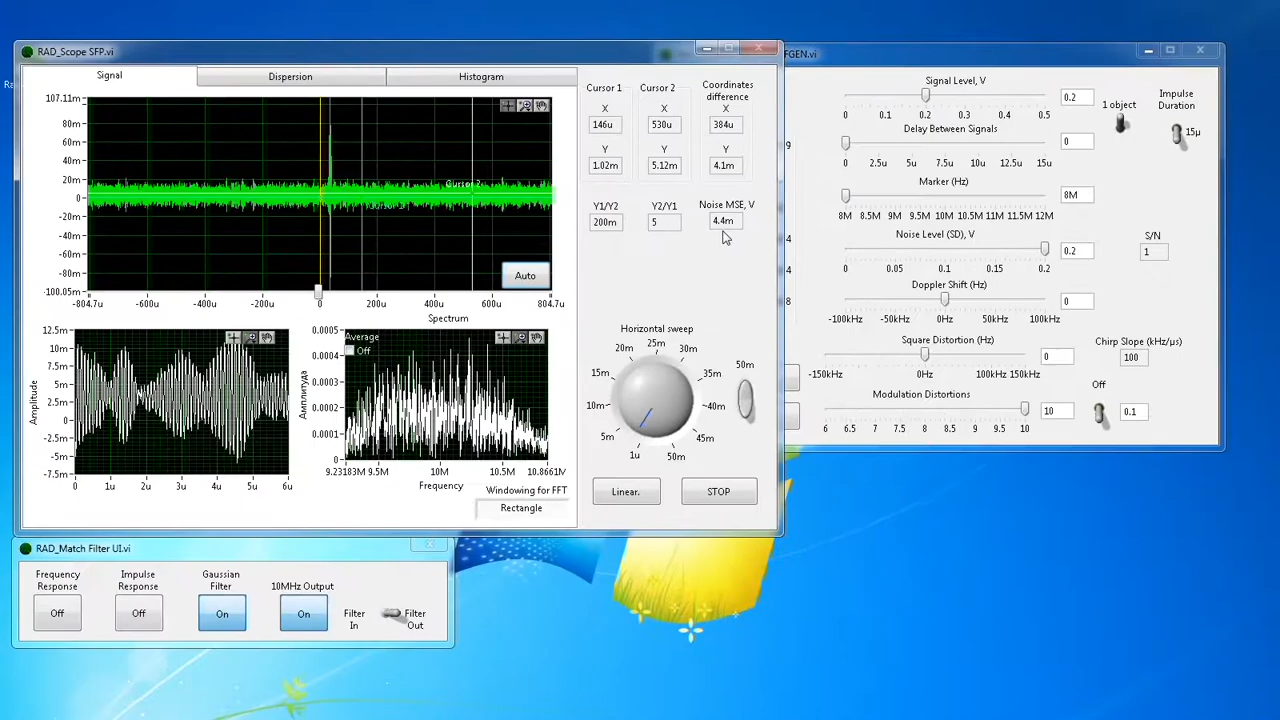 RAD_Scope SFP.vi
Signal
Dispersion
Histogram
107.11m
80m
60m
40m
20m
0
-20m
-40m
-60m
-80m
-100.05m
-804.7u
-600u
-400u
-200u
0
200u
400u
600u
804.7u
Cursor 2
Auto
Cursor 1
Cursor 2
Coordinates
difference
X
X
X
146u
530u
384u
Y
Y
Y
1.02m
5.12m
4.1m
Y1/Y2
Y2/Y1
Noise MSE, V
200m
5
4.4m
Spectrum
Amplitude
12.5m
10m
7.5m
5m
2.5m
0
-2.5m
-5m
-7.5m
0
1u
2u
3u
4u
5u
6u
Амплитуда
0.0005
0.0004
0.0003
0.0002
0.0001
0
Average
Off
9.23183M
9.5M
10M
10.5M
10.8661V
Frequency
Windowing for FFT
Rectangle
Horizontal sweep
1u
5m
10m
15m
20m
25m
30m
35m
40m
45m
50m
50m
Linear.
STOP
FGEN.vi
Signal Level, V
0.2
0
0.1
0.2
0.3
0.4
0.5
Delay Between Signals
0
0
2.5u
5u
7.5u
10u
12.5u
15u
Marker (Hz)
8M
8M
8.5M
9M
9.5M
10M
10.5M
11M
11.5M
12M
Noise Level (SD), V
0.2
0
0.05
0.1
0.15
0.2
Doppler Shift (Hz)
0
-100kHz
-50kHz
0Hz
50kHz
100kHz
Square Distortion (Hz)
0
-150kHz
0Hz
100kHz
150kHz
Modulation Distortions
10
6
6.5
7
7.5
8
8.5
9
9.5
10
1 object
Impulse
Duration
15µ
S/N
1
Chirp Slope (kHz/µs)
100
Off
0.1
RAD_Match Filter UI.vi
Frequency
Response
Off
Impulse
Response
Off
Gaussian
Filter
On
10MHz Output
On
Filter
In
Filter
Out